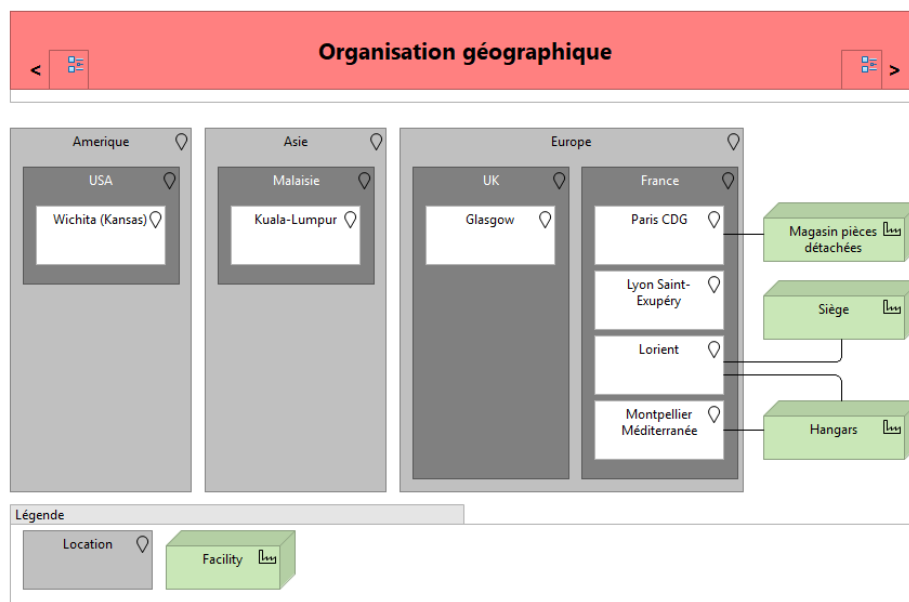 Organisation géographique
<
>
Amerique
Asie
Europe
USA
Malaisie
UK
France
Wichita (Kansas)
Kuala-Lumpur
Glasgow
Paris CDG
Magasin pièces
détachées
Lyon Saint-
Exupéry
Siège
Lorient
Montpellier
Méditerranée
Hangars
Légende
Location
Facility